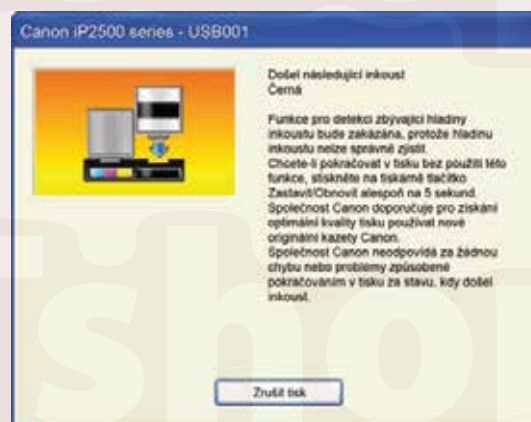 Canon iP2500 series - USB001
Došel následující inkoust
Černá
Funkce pro detekci zbývající hladiny
inkoustu bude zakázána, protože hladinu
inkoustu nelze správně zjistit.
Chcete-li pokračovat v tisku bez použití této
funkce, stiskněte na tiskárně tlačítko
Zastavit/Obnovit alespoň na 5 sekund.
Společnost Canon doporučuje pro získání
optimální kvality tisku používat nové
originální kazety Canon.
Společnost Canon neodpovídá za žádnou
chybu nebo problémy způsobené
pokračováním v tisku za stavu, kdy došel
inkoust.
Zrušit tisk